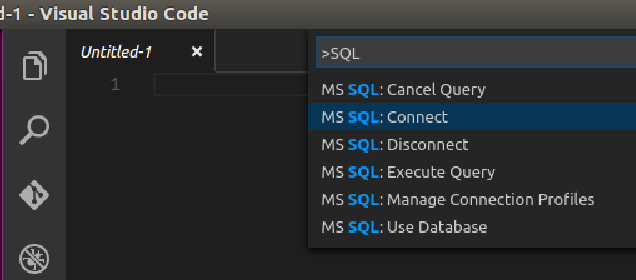 d-1 - Visual Studio Code
Untitled-1 ×
>SQL
1
MS SQL: Cancel Query
MS SQL: Connect
MS SQL: Disconnect
MS SQL: Execute Query
MS SQL: Manage Connection Profiles
MS SQL: Use Database